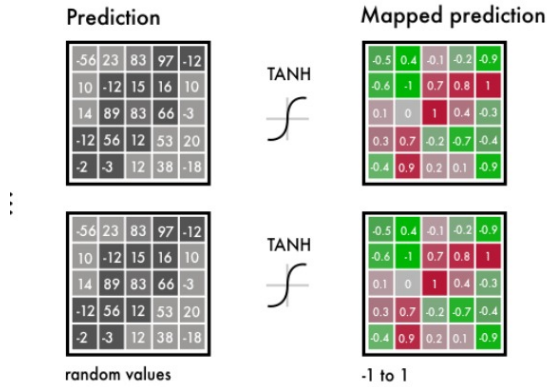 Prediction Mapped prediction
-56 23 83 97 -12
10 -12 15 16 10
14 89 83 66 -3
-12 56 12 53 20
-2 -3 12 38 -18
TANH
-0.5 0.4 -0.1 -0.2 -0.9
-0.6 -1 0.7 0.8 1
0.1 0 1 0.4 -0.3
0.3 0.7 -0.2 -0.7 -0.4
-0.4 0.9 0.2 0.1 -0.9
-56 23 83 97 -12
10 -12 15 16 10
14 89 83 66 -3
-12 56 12 53 20
-2 -3 12 38 -18
TANH
-0.5 0.4 -0.1 -0.2 -0.9
-0.6 -1 0.7 0.8 1
0.1 0 1 0.4 -0.3
0.3 0.7 -0.2 -0.7 -0.4
-0.4 0.9 0.2 0.1 -0.9
random values
-1 to 1